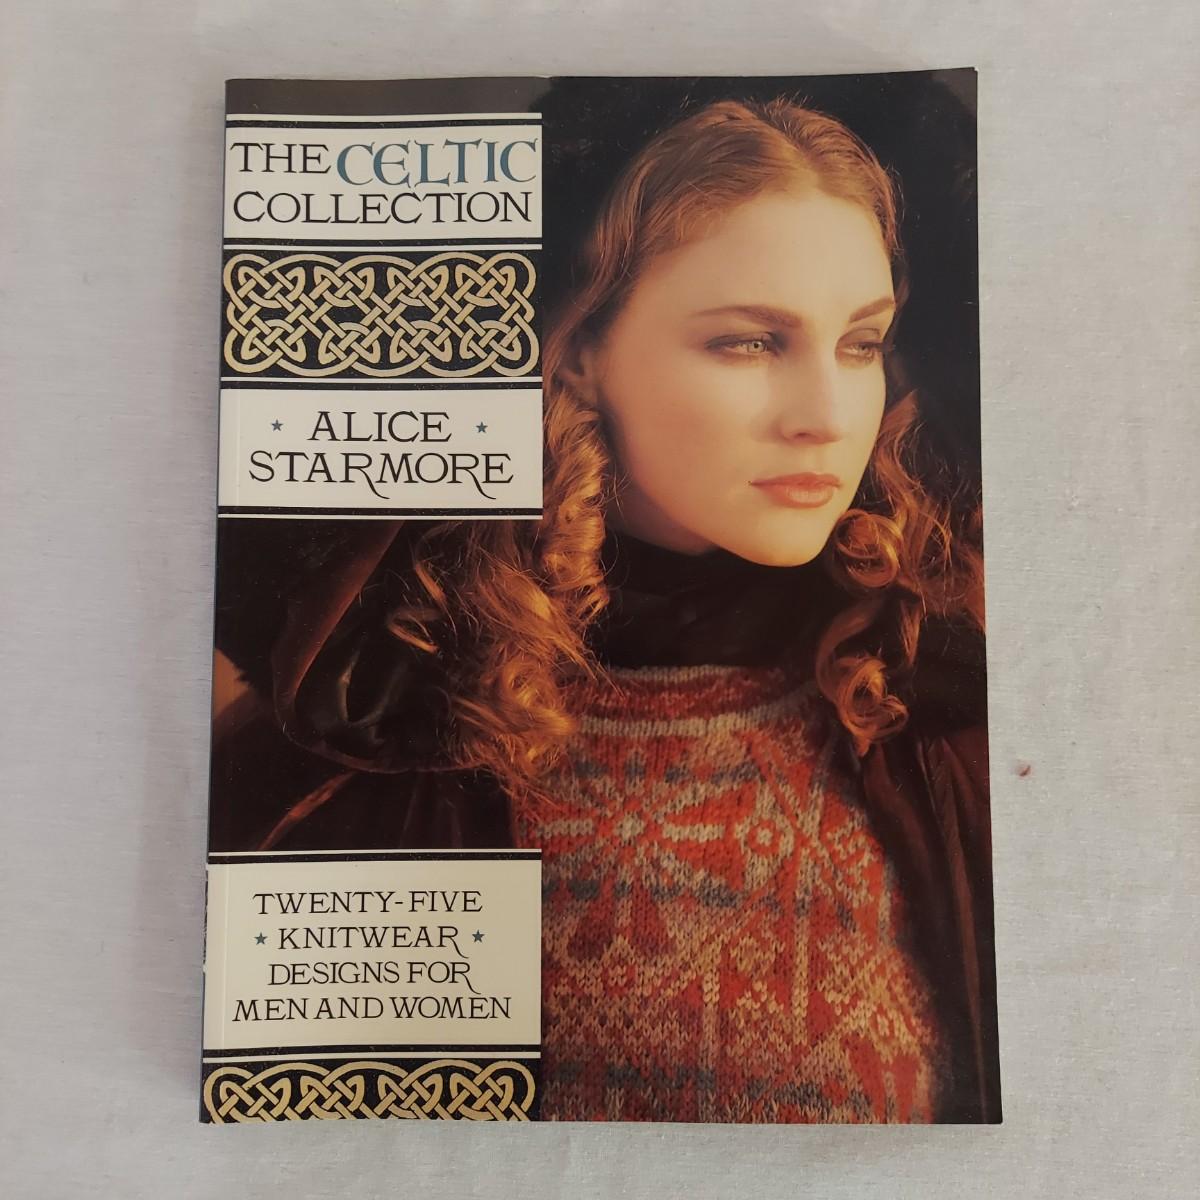 THE CELTIC
COLLECTION
ALICE
STARMORE
TWENTY-FIVE
KNITWEAR
DESIGNS FOR
MEN AND WOMEN